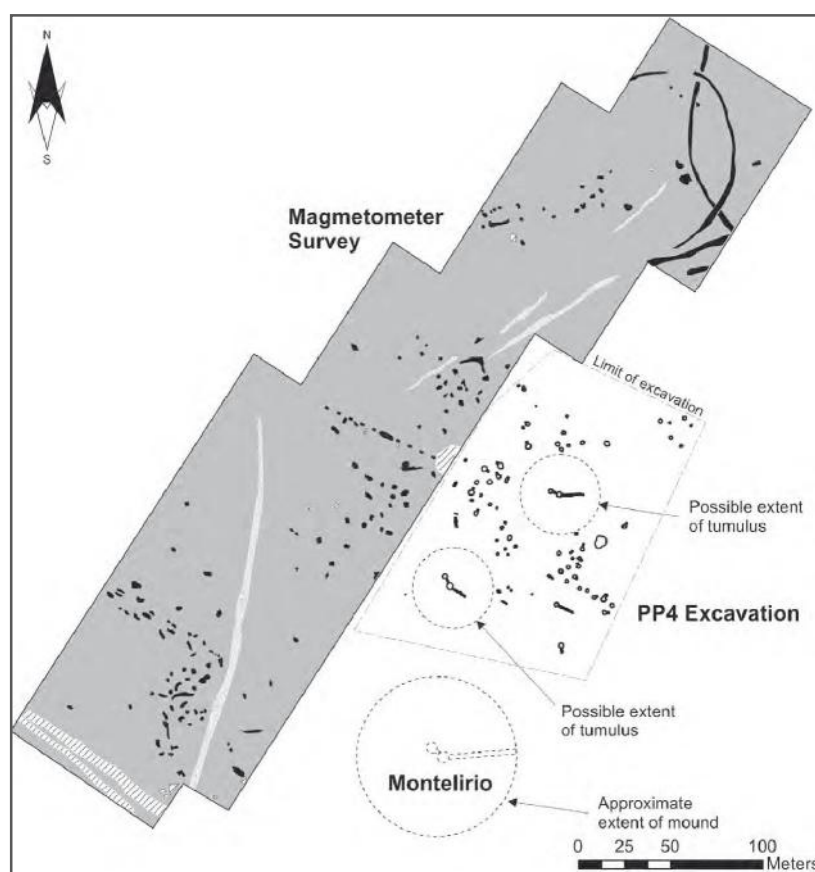 N
S
Magmetometer
Survey
Limit of excavation
Possible extent
of tumulus
PP4 Excavation
Possible extent
of tumulus
Montelirio
Approximate
extent of mound
0 25 50 100
Meters